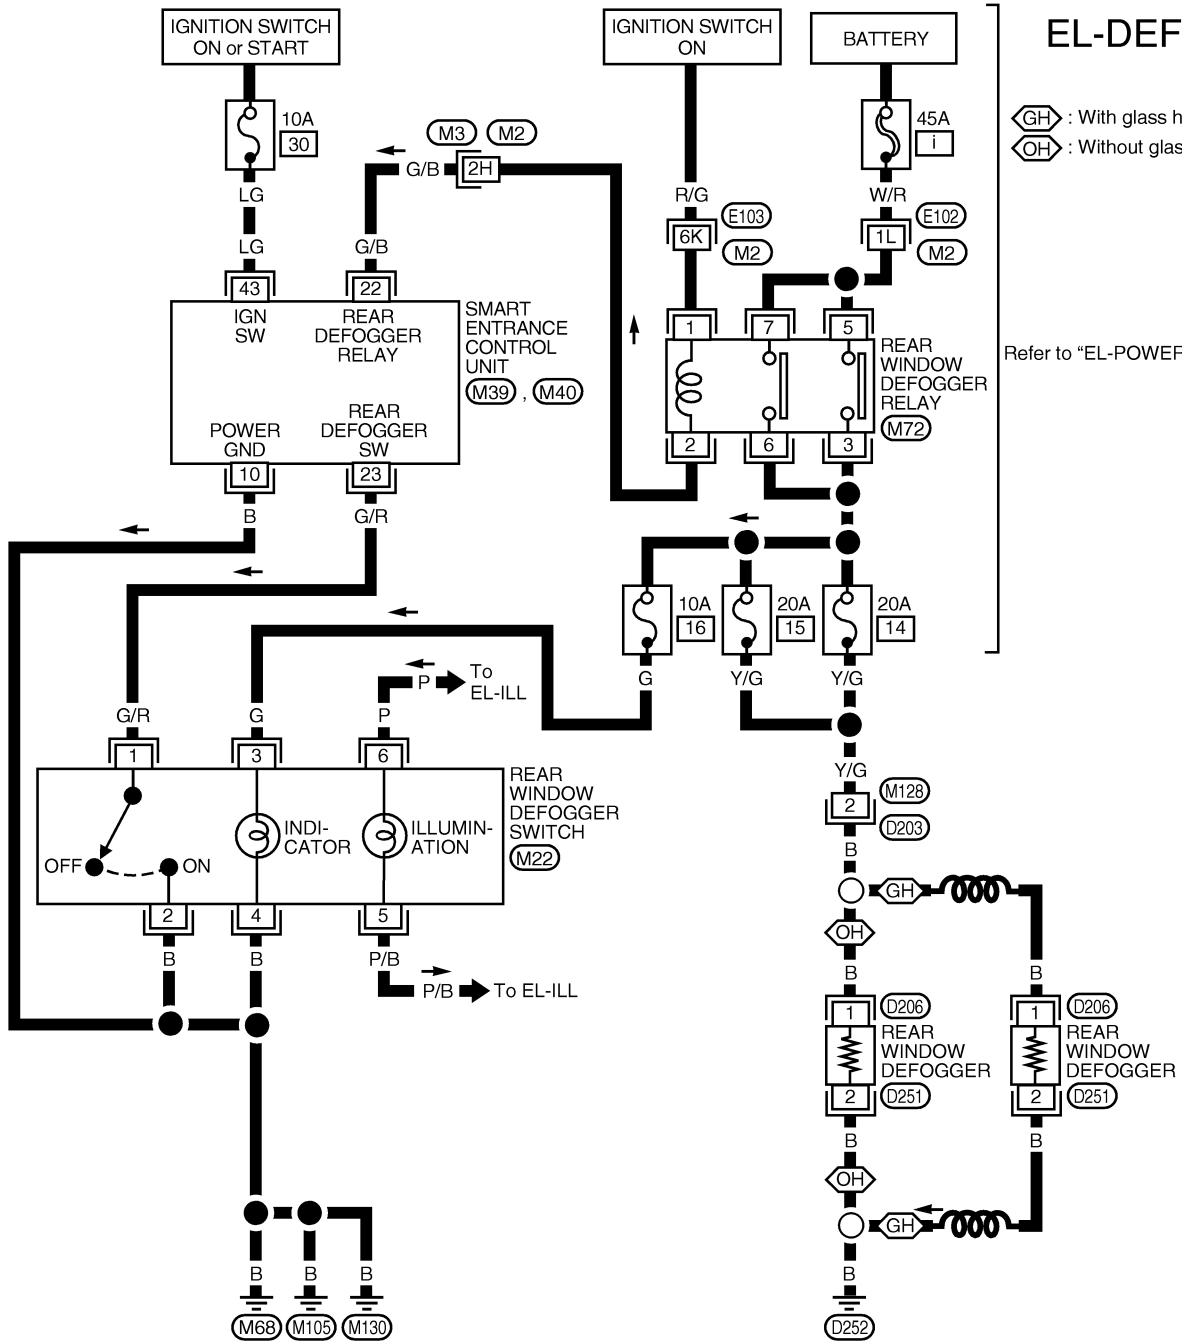 IGNITION SWITCH
ON or START
IGNITION SWITCH
ON
BATTERY
EL-DEF
10A
30
M3
M2
45A
i
GH : With glass h
OH : Without glas
G/B
2H
LG
R/G
W/R
E103
E102
6K
1L
M2
M2
LG
G/B
43
22
1
7
5
IGN
SW
REAR
DEFOGGER
RELAY
SMART
ENTRANCE
CONTROL
UNIT
M39 , M40
REAR
WINDOW
DEFOGGER
RELAY
M72
Refer to “EL-POWER
POWER
GND
REAR
DEFOGGER
SW
10
23
2
6
3
B
G/R
10A
16
20A
15
20A
14
G
Y/G
Y/G
P
To
EL-ILL
G/R
G
P
1
3
6
REAR
WINDOW
DEFOGGER
SWITCH
M22
Y/G
2
M128
D203
OFF
ON
INDI-
CATOR
ILLUMIN-
ATION
B
GH
2
4
5
OH
B
B
P/B
B
B
P/B
To EL-ILL
1
D206
1
D206
REAR
WINDOW
DEFOGGER
REAR
WINDOW
DEFOGGER
2
D251
2
D251
B
B
OH
GH
B
B
B
B
M68
M105
M130
D252